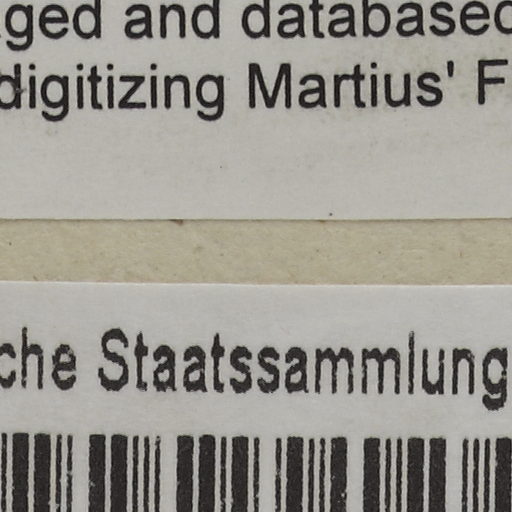 ged and databased
digitizing Martius' F
che Staatssammlung